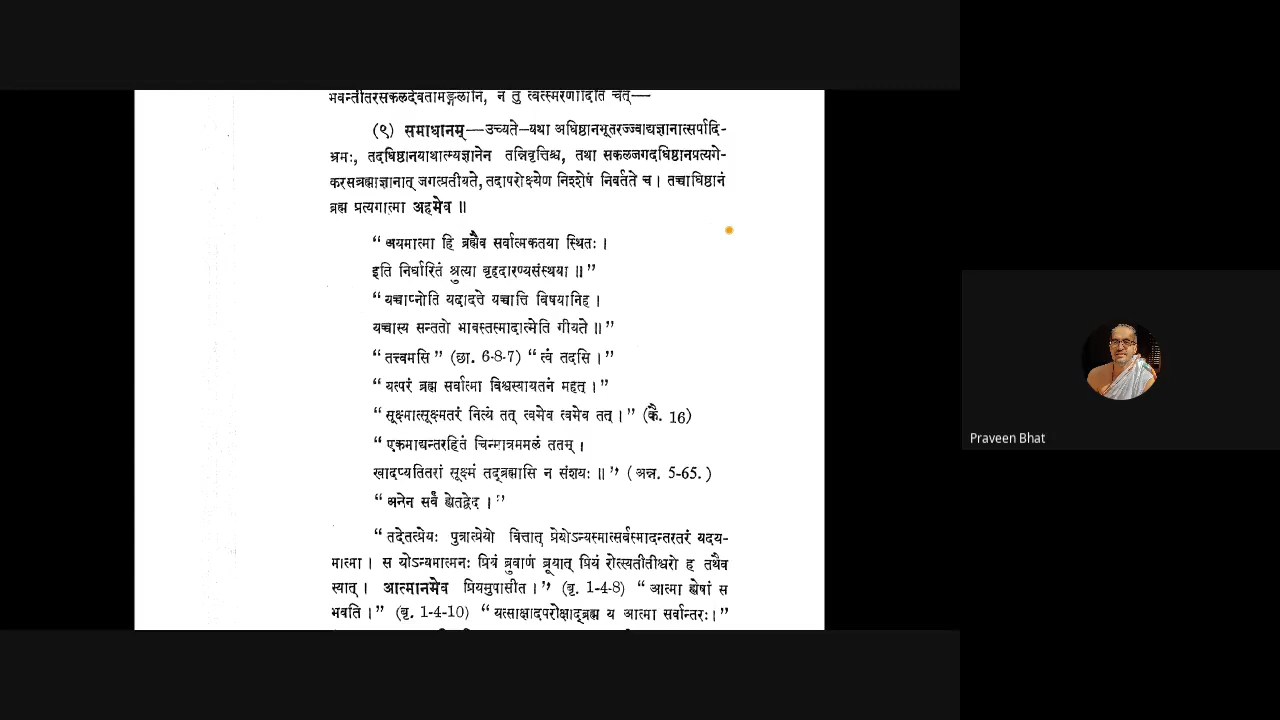 भवन्तीतरसकलदेवतामङ्गलानि, न तु त्वत्स्मरणादिति चेत्—
(९) समाधानम्—उच्यते—यथा अधिष्ठानभूतरज्ज्वाद्यज्ञानात्सर्पादि-
भ्रमः, तदधिष्ठानयाथात्म्यज्ञानेन तन्निवृत्तिश्च, तथा सकलजगदधिष्ठानप्रत्यगे-
करसब्रह्माज्ञानात् जगत्प्रतीयते, तदापरोक्ष्येण निश्शेषं निवर्तते च । तच्चाधिष्ठानं
ब्रह्म प्रत्यगात्मा अहमेव ॥
“ अयमात्मा हि ब्रह्मैव सर्वात्मकतया स्थितः ।
इति निर्धारितं श्रुत्या बृहदारण्यसंस्थया ॥ ”
“ यच्चाप्नोति यदादत्ते यच्चात्ति विषयानिह ।
यच्चास्य सन्ततो भावस्तस्मादात्मेति गीयते ॥ ”
“ तत्त्वमसि ” (छा. 6-8-7) “ त्वं तदसि । ”
“ यत्परं ब्रह्म सर्वात्मा विश्वस्यायतनं महत् । ”
“ सूक्ष्मात्सूक्ष्मतरं नित्यं तत् त्वमेव त्वमेव तत् । ” (कै. 16)
“ एकमाद्यन्तरहितं चिन्मात्रममलं ततम् ।
खादप्यतितरां सूक्ष्मं तद्ब्रह्मासि न संशयः ॥ ” ( अन्न. 5-65. )
“ अनेन सर्वं ह्येतद्वेद । ”
“ तदेतत्प्रेयः पुत्रात्प्रेयो वित्तात् प्रेयोऽन्यस्मात्सर्वस्मादन्तरतरं यदय-
मात्मा । स योऽन्यमात्मनः प्रियं ब्रुवाणं ब्रूयात् प्रियं रोत्स्यतीतीश्वरो ह तथैव
स्यात् । आत्मानमेव प्रियमुपासीत । ” (बृ. 1-4-8) “ आत्मा ह्येषां स
भवति । ” (बृ. 1-4-10) “ यत्साक्षादपरोक्षाद्ब्रह्म य आत्मा सर्वान्तरः । ”
Praveen Bhat